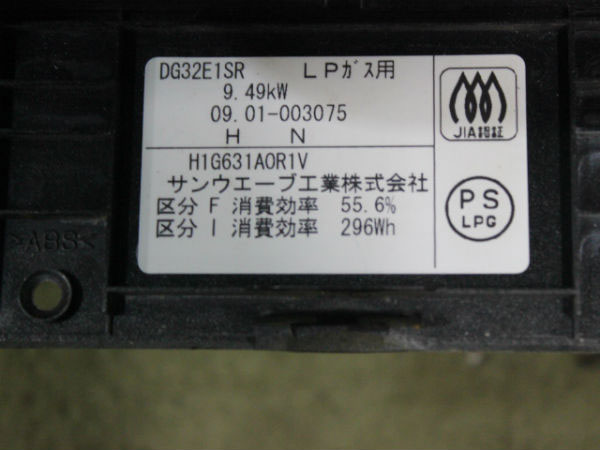 DG32E1SR LPガス用
9.49kW
09.01-003075
H N
H1G631A0R1V
サンウエーブ工業株式会社
区分 F 消費効率 55.6%
区分 I 消費効率 296Wh
JIA認証
PS
LPG
>ABS<